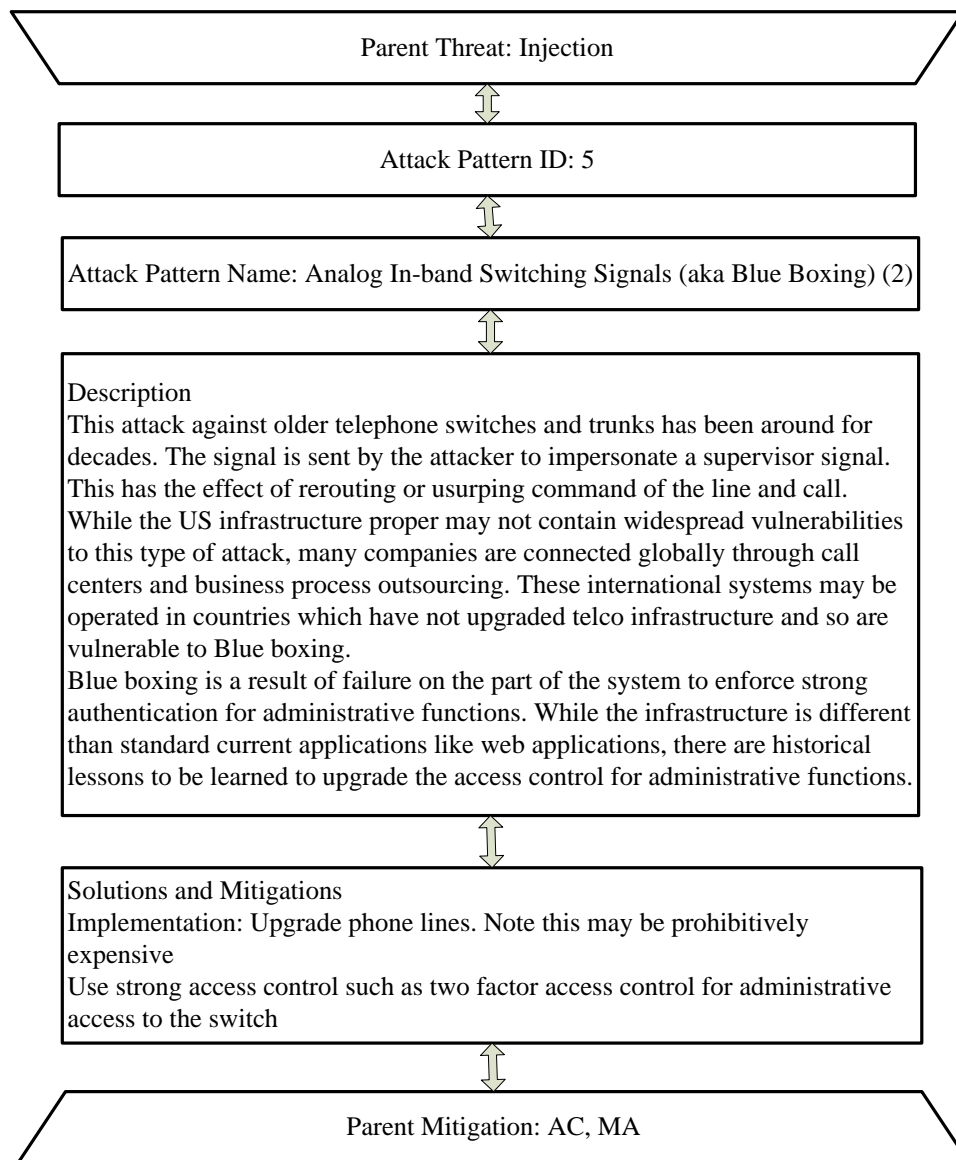 Parent Threat: Injection
Attack Pattern ID: 5
Attack Pattern Name: Analog In-band Switching Signals (aka Blue Boxing) (2)
Description
This attack against older telephone switches and trunks has been around for
decades. The signal is sent by the attacker to impersonate a supervisor signal.
This has the effect of rerouting or usurping command of the line and call.
While the US infrastructure proper may not contain widespread vulnerabilities
to this type of attack, many companies are connected globally through call
centers and business process outsourcing. These international systems may be
operated in countries which have not upgraded telco infrastructure and so are
vulnerable to Blue boxing.
Blue boxing is a result of failure on the part of the system to enforce strong
authentication for administrative functions. While the infrastructure is different
than standard current applications like web applications, there are historical
lessons to be learned to upgrade the access control for administrative functions.
Solutions and Mitigations
Implementation: Upgrade phone lines. Note this may be prohibitively
expensive
Use strong access control such as two factor access control for administrative
access to the switch
Parent Mitigation: AC, MA